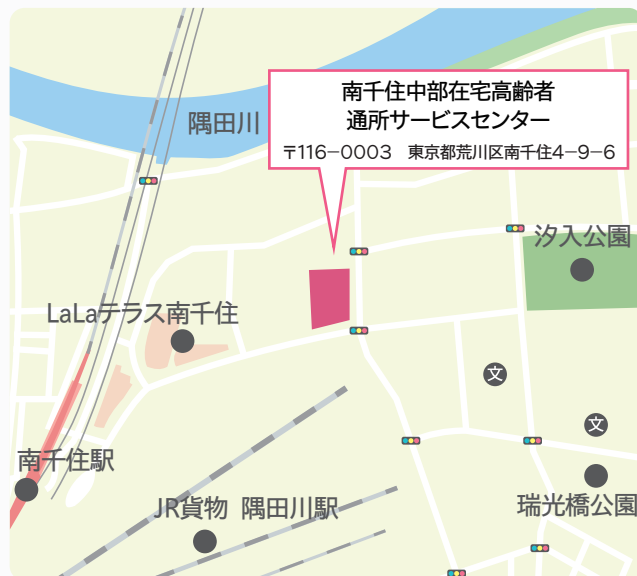 南千住中部在宅高齢者
通所サービスセンター
〒116−0003　東京都荒川区南千住4−9−6
隅田川
汐入公園
LaLaテラス南千住
文
文
南千住駅
JR貨物 隅田川駅
瑞光橋公園